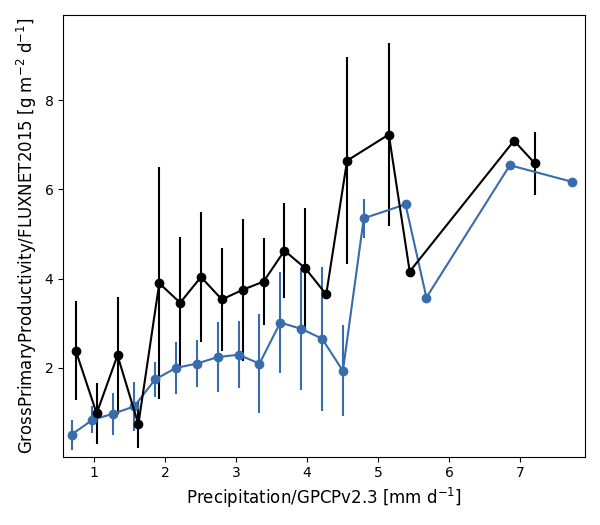 GrossPrimaryProductivity/FLUXNET2015 [g m⁻² d⁻¹]
8
6
4
2
1 2 3 4 5 6 7
Precipitation/GPCPv2.3 [mm d⁻¹]